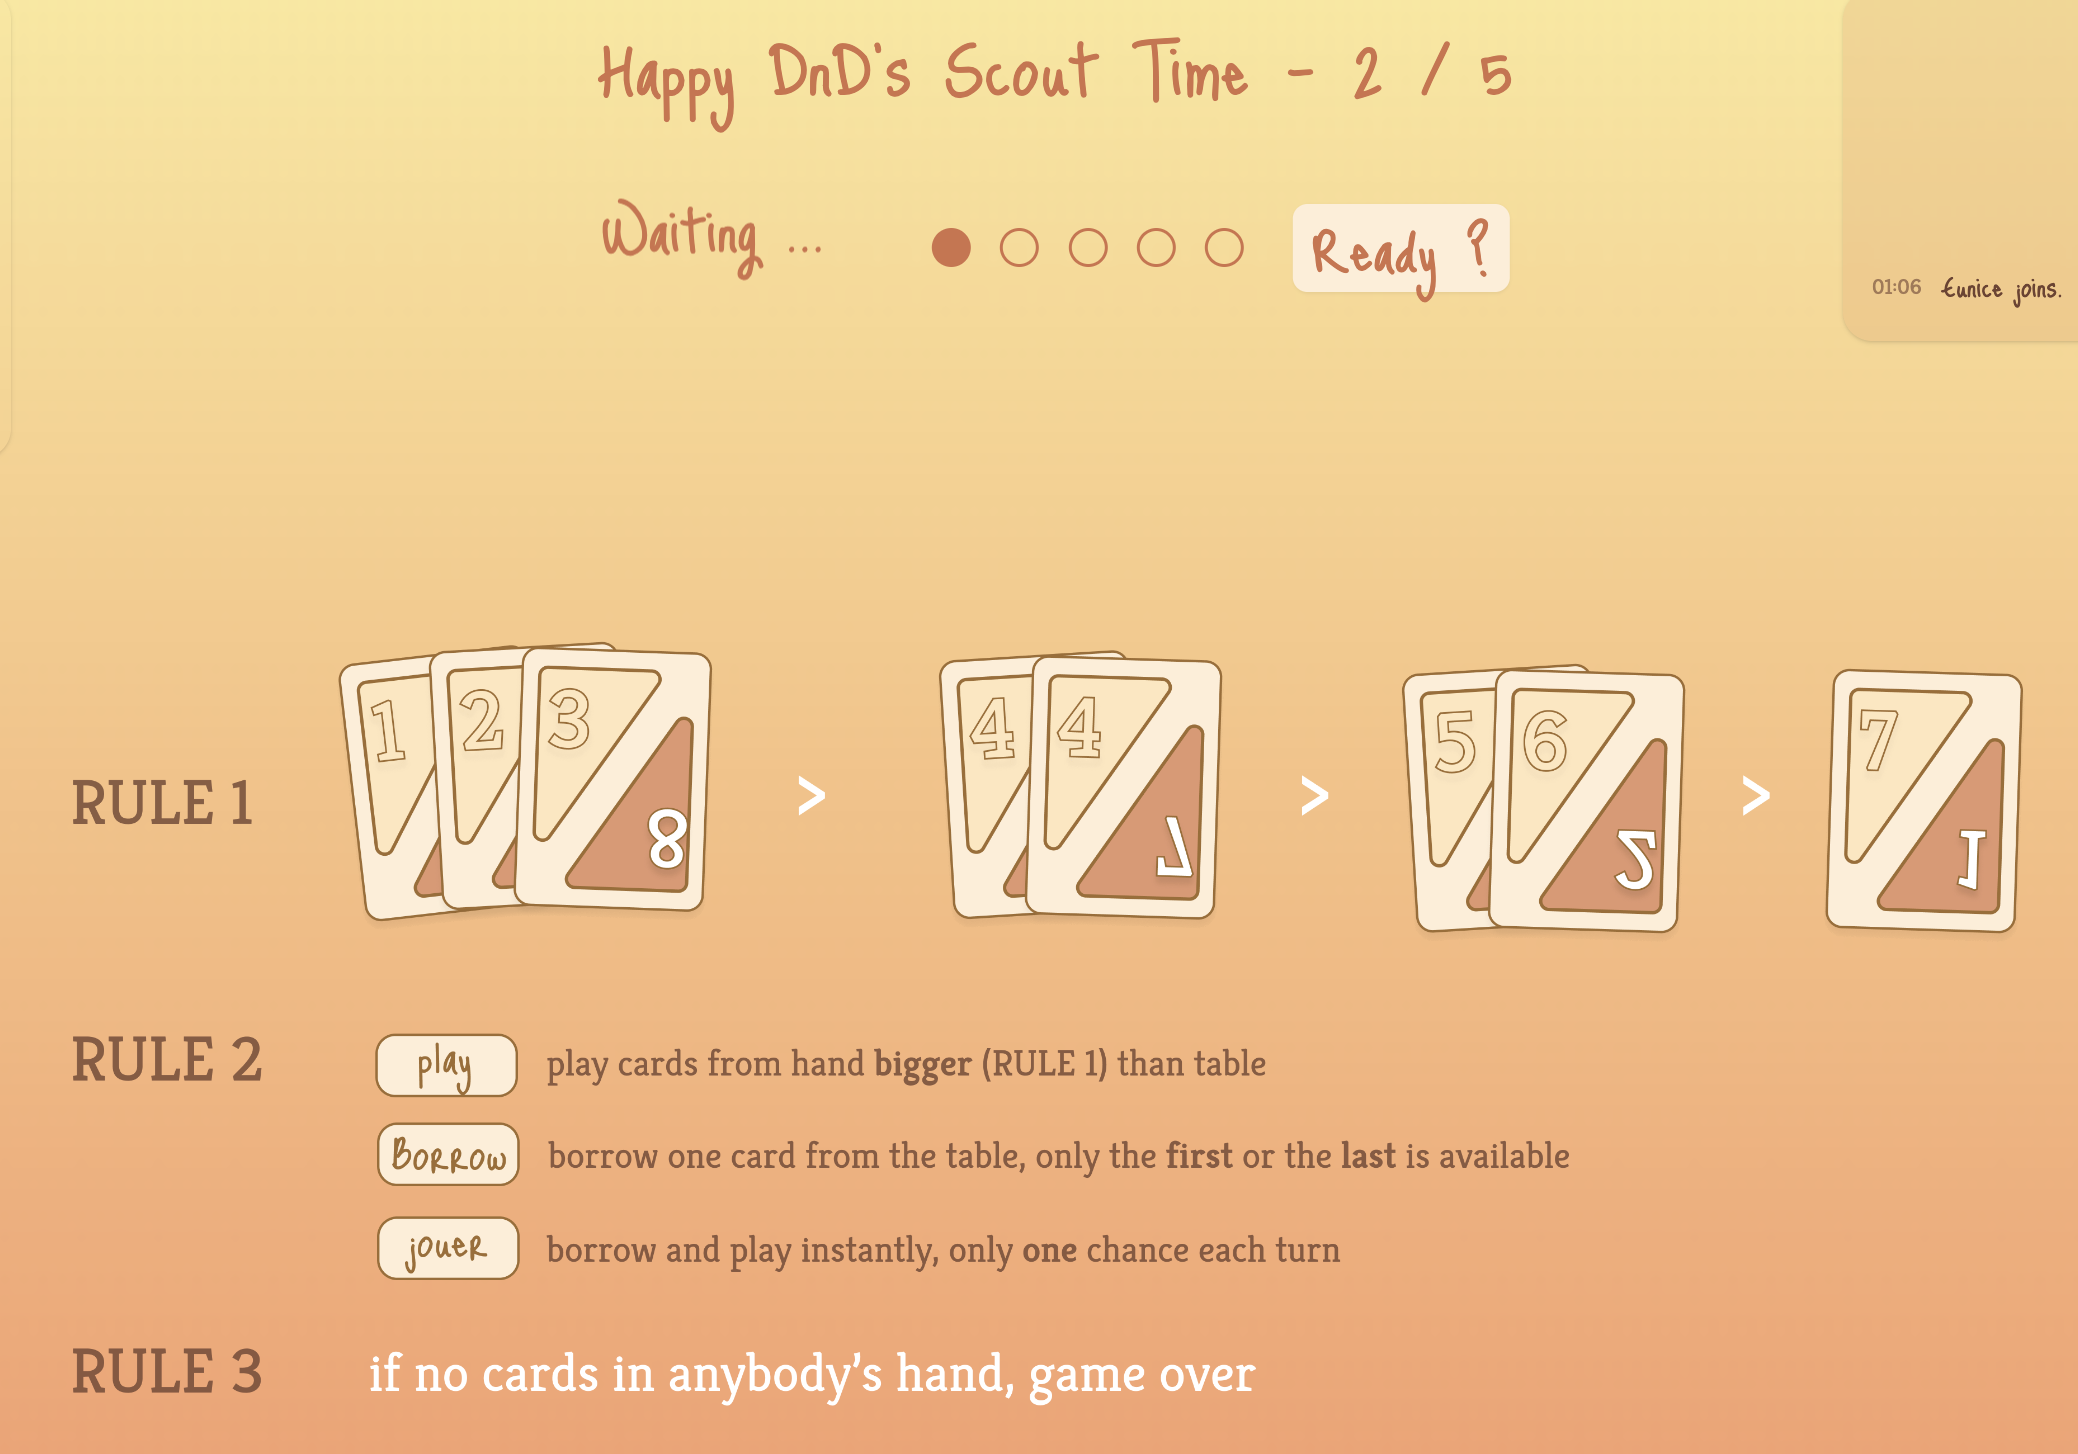 Happy DnD's Scout Time - 2 / 5
Waiting ...
Ready ?
01:06 Eunice joins.
RULE 1
1 2 3 8 > 4 4 7 > 5 6 2 > 7 1
RULE 2
play play cards from hand bigger (RULE 1) than table
Borrow borrow one card from the table, only the first or the last is available
jouer borrow and play instantly, only one chance each turn
RULE 3 if no cards in anybody's hand, game over